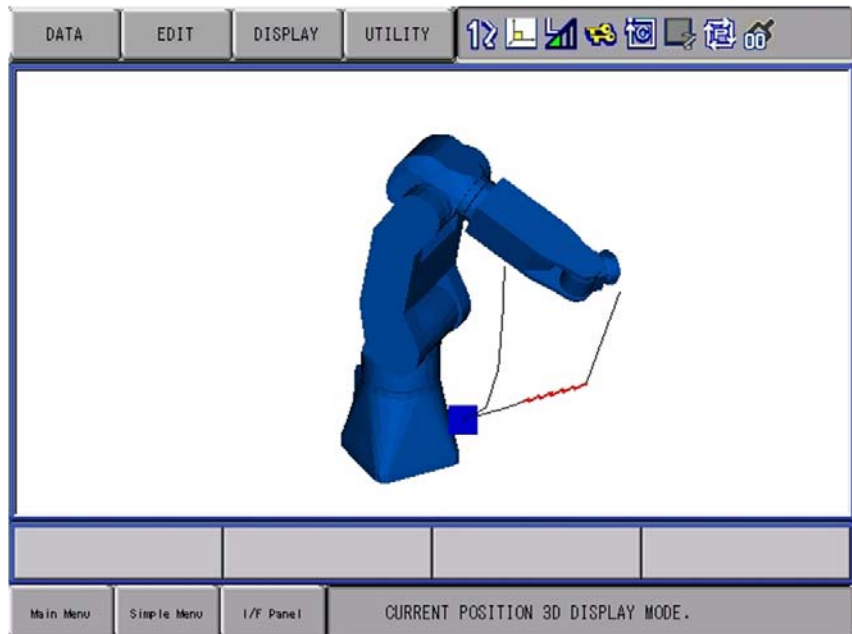 DATA
EDIT
DISPLAY
UTILITY
Main Menu
Simple Menu
I/F Panel
CURRENT POSITION 3D DISPLAY MODE.